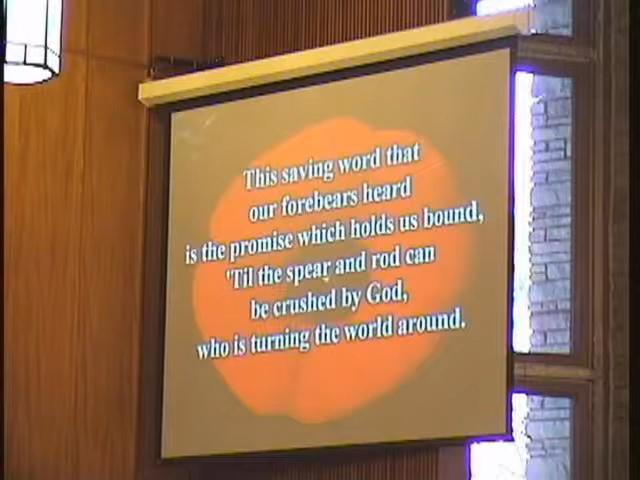 This saving word that
our forebears heard
is the promise which holds us bound,
'Til the spear and rod can
be crushed by God,
who is turning the world around.